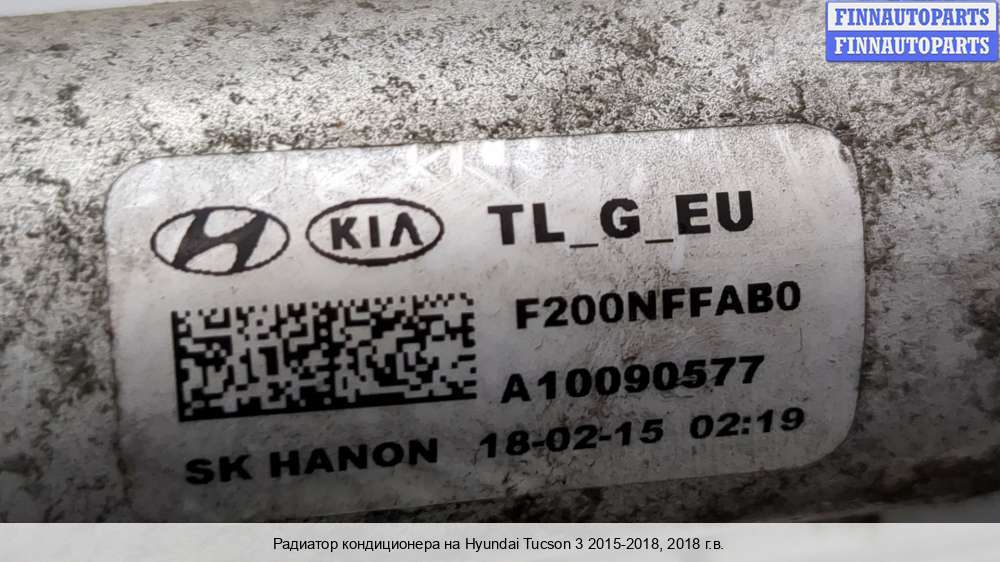 FINNAUTOPARTS
FINNAUTOPARTS
KIA TL_G_EU
F200NFFAB0
A10090577
SK HANON 18-02-15 02:19
Радиатор кондиционера на Hyundai Tucson 3 2015-2018, 2018 г.в.